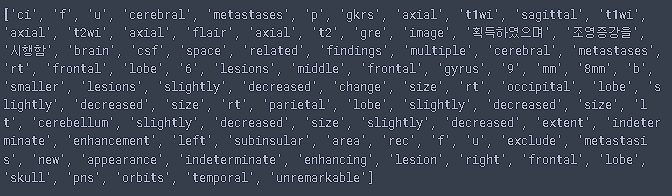 ['ci', 'f', 'u', 'cerebral', 'metastases', 'p', 'gkrs', 'axial', 't1wi', 'sagittal', 't1wi',
'axial', 't2wi', 'axial', 'flair', 'axial', 't2', 'gre', 'image', '획득하였으며', '조영증강을',
'시행함', 'brain', 'csf', 'space', 'related', 'findings', 'multiple', 'cerebral', 'metastases',
'rt', 'frontal', 'lobe', '6', 'lesions', 'middle', 'frontal', 'gyrus', '9', 'mm', '8mm', 'b',
'smaller', 'lesions', 'slightly', 'decreased', 'change', 'size', 'rt', 'occipital', 'lobe', 's
lightly', 'decreased', 'size', 'rt', 'parietal', 'lobe', 'slightly', 'decreased', 'size', 'l
t', 'cerebellum', 'slightly', 'decreased', 'size', 'slightly', 'decreased', 'extent', 'indeter
minate', 'enhancement', 'left', 'subinsular', 'area', 'rec', 'f', 'u', 'exclude', 'metastasi
s', 'new', 'appearance', 'indeterminate', 'enhancing', 'lesion', 'right', 'frontal', 'lobe',
'skull', 'pns', 'orbits', 'temporal', 'unremarkable']